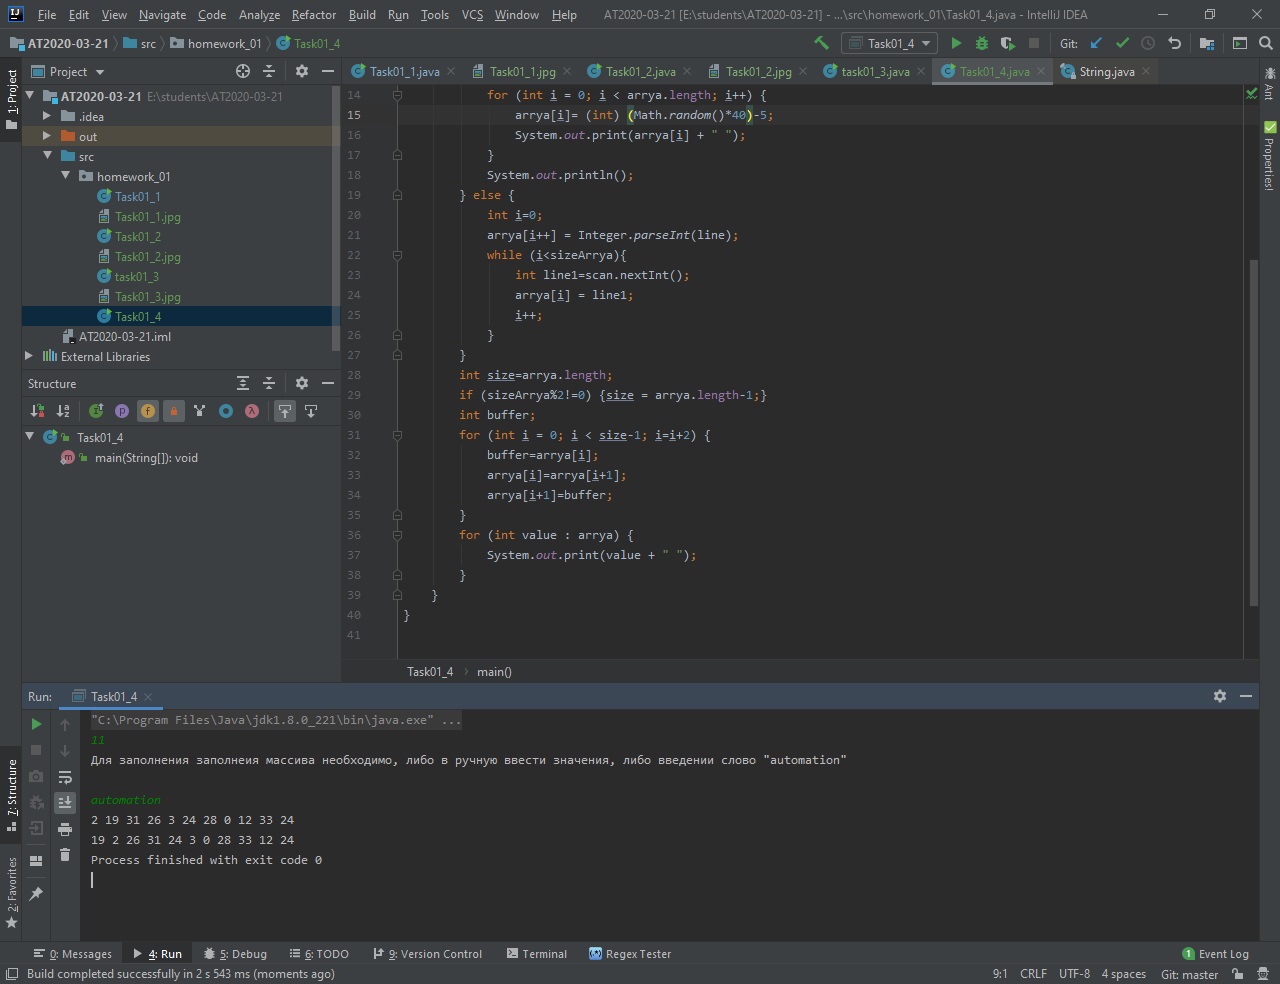 File Edit View Navigate Code Analyze Refactor Build Run Tools VCS Window Help AT2020-03-21 [E:\students\AT2020-03-21] - ...\src\homework_01\Task01_4.java - IntelliJ IDEA
AT2020-03-21 src homework_01 Task01_4 Task01_4 Git:
1: Project
Project
Task01_1.java Task01_1.jpg Task01_2.java Task01_2.jpg task01_3.java Task01_4.java String.java
AT2020-03-21 E:\students\AT2020-03-21
.idea
out
src
homework_01
Task01_1
Task01_1.jpg
Task01_2
Task01_2.jpg
task01_3
Task01_3.jpg
Task01_4
AT2020-03-21.iml
External Libraries
Structure
Task01_4
main(String[]): void
14 for (int i = 0; i < arrya.length; i++) {
15 arrya[i]= (int) (Math.random()*40)-5;
16 System.out.print(arrya[i] + " ");
17 }
18 System.out.println();
19 } else {
20 int i=0;
21 arrya[i++] = Integer.parseInt(line);
22 while (i<sizeArrya){
23 int line1=scan.nextInt();
24 arrya[i] = line1;
25 i++;
26 }
27 }
28 int size=arrya.length;
29 if (sizeArrya%2!=0) {size = arrya.length-1;}
30 int buffer;
31 for (int i = 0; i < size-1; i=i+2) {
32 buffer=arrya[i];
33 arrya[i]=arrya[i+1];
34 arrya[i+1]=buffer;
35 }
36 for (int value : arrya) {
37 System.out.print(value + " ");
38 }
39 }
40 }
41
Task01_4 main()
Ant
Properties!
Run: Task01_4
"C:\Program Files\Java\jdk1.8.0_221\bin\java.exe" ...
11
Для заполнения заполнеия массива необходимо, либо в ручную ввести значения, либо введении слово "automation"
automation
2 19 31 26 3 24 28 0 12 33 24
19 2 26 31 24 3 0 28 33 12 24
Process finished with exit code 0
7: Structure
2: Favorites
0: Messages 4: Run 5: Debug 6: TODO 9: Version Control Terminal Regex Tester 1 Event Log
Build completed successfully in 2 s 543 ms (moments ago) 9:1 CRLF UTF-8 4 spaces Git: master